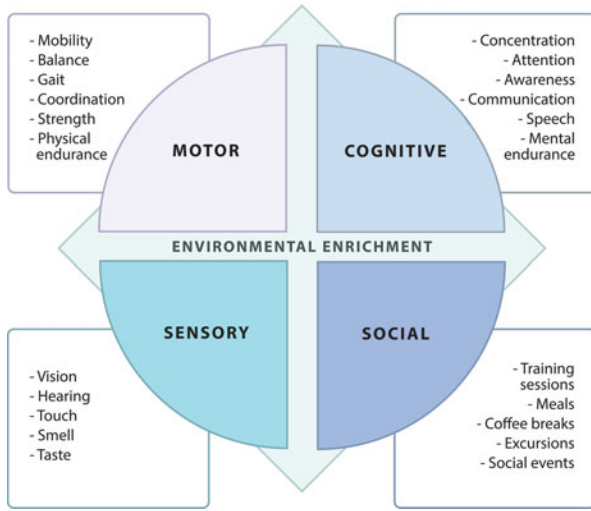 - Mobility
- Balance
- Gait
- Coordination
- Strength
- Physical
endurance
- Concentration
- Attention
- Awareness
- Communication
- Speech
- Mental
endurance
MOTOR
COGNITIVE
ENVIRONMENTAL ENRICHMENT
SENSORY
SOCIAL
- Vision
- Hearing
- Touch
- Smell
- Taste
- Training
sessions
- Meals
- Coffee breaks
- Excursions
- Social events